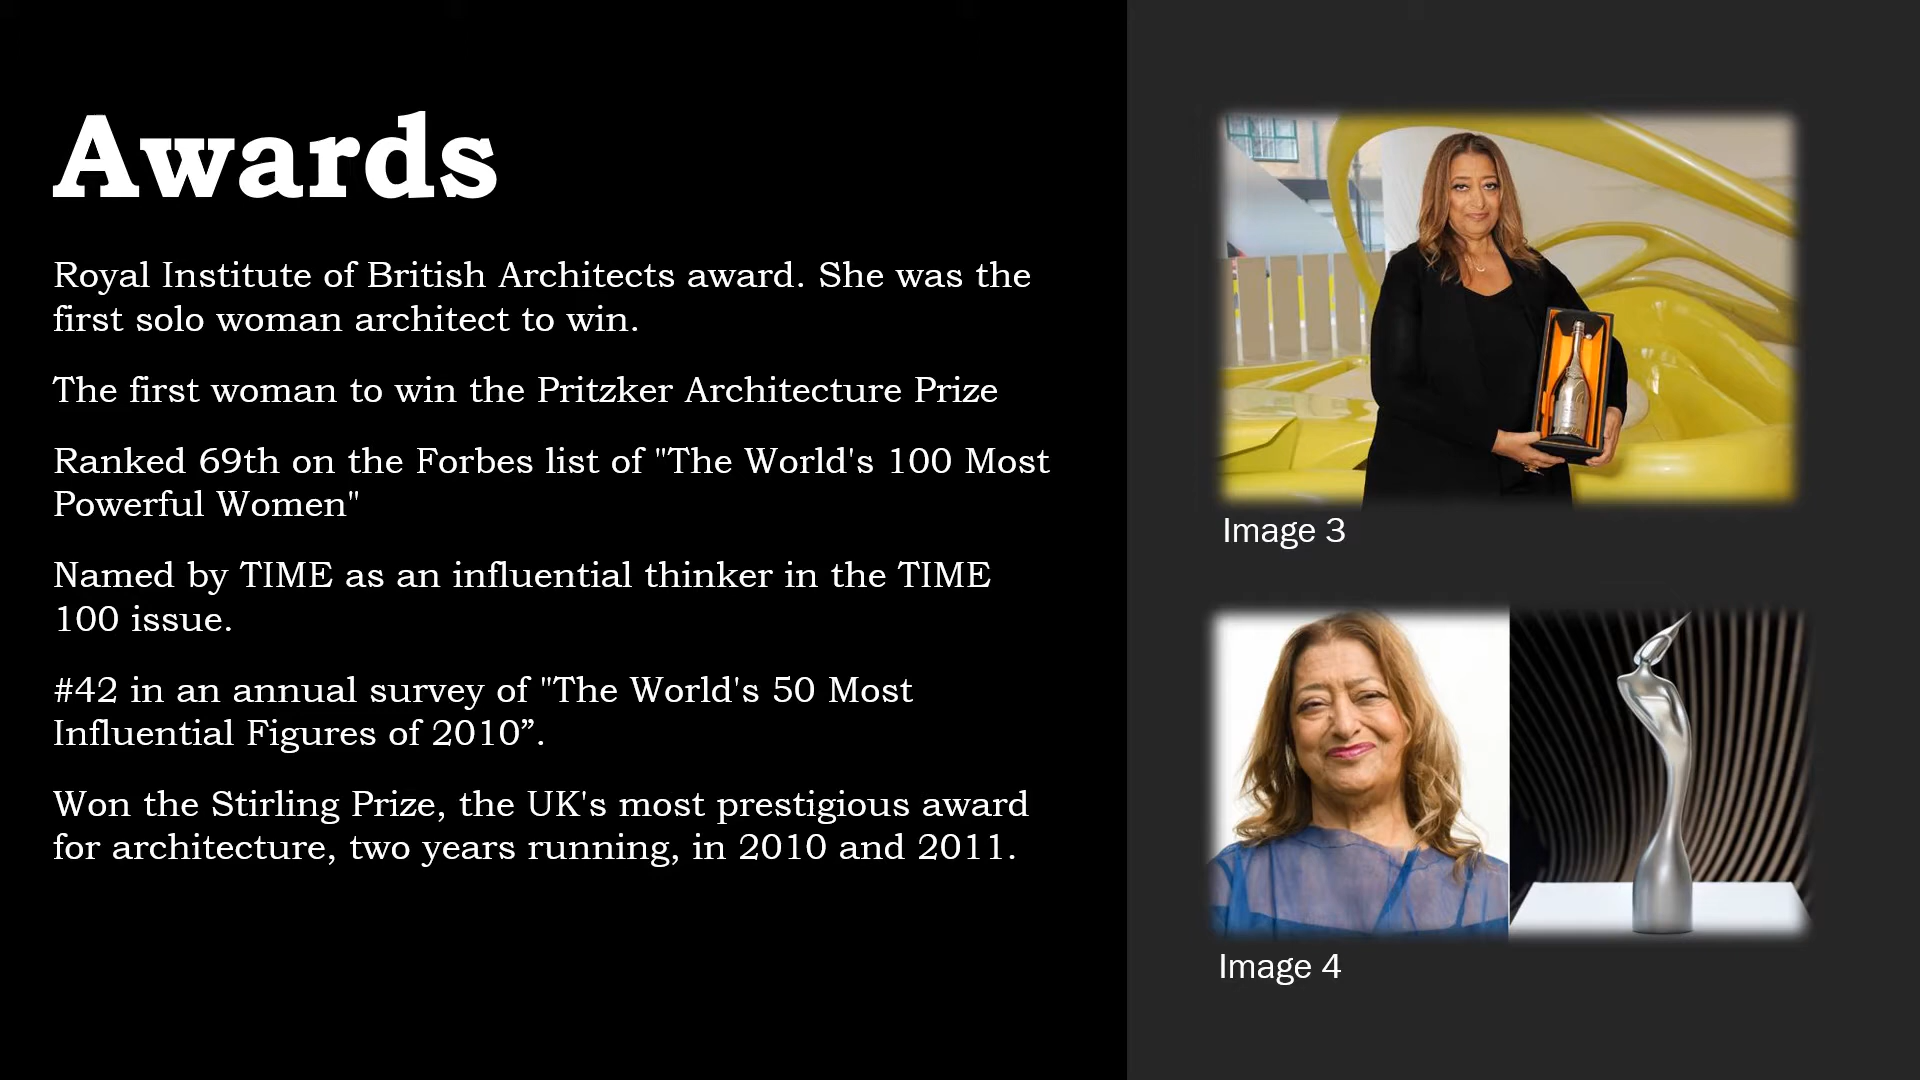 Awards
Royal Institute of British Architects award. She was the
first solo woman architect to win.
The first woman to win the Pritzker Architecture Prize
Ranked 69th on the Forbes list of "The World's 100 Most
Powerful Women"
Named by TIME as an influential thinker in the TIME
100 issue.
#42 in an annual survey of "The World's 50 Most
Influential Figures of 2010”.
Won the Stirling Prize, the UK's most prestigious award
for architecture, two years running, in 2010 and 2011.
Image 3
Image 4